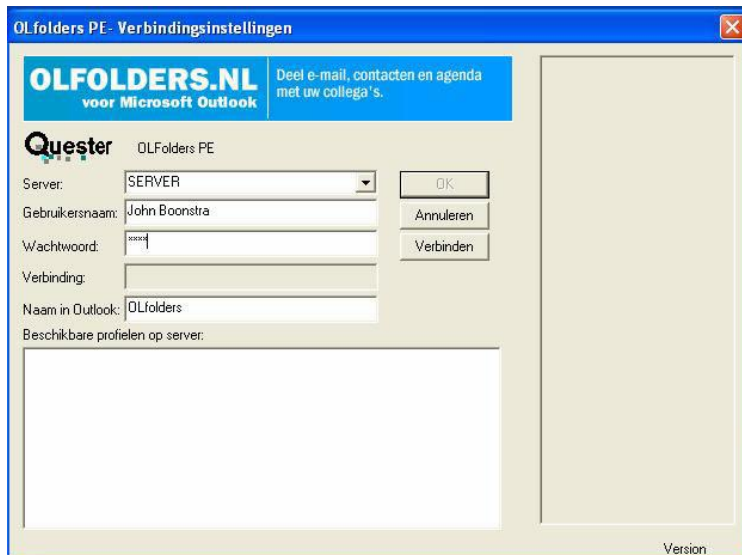 OLfolders PE- Verbindingsinstellingen
OLFOLDERS.NL
voor Microsoft Outlook
Deel e-mail, contacten en agenda
met uw collega's.
Quester
OLFolders PE
Server:
SERVER
OK
Gebruikersnaam:
John Boonstra
Annuleren
Wachtwoord:
xxxx
Verbinden
Verbinding:
Naam in Outlook:
OLfolders
Beschikbare profielen op server:
Version